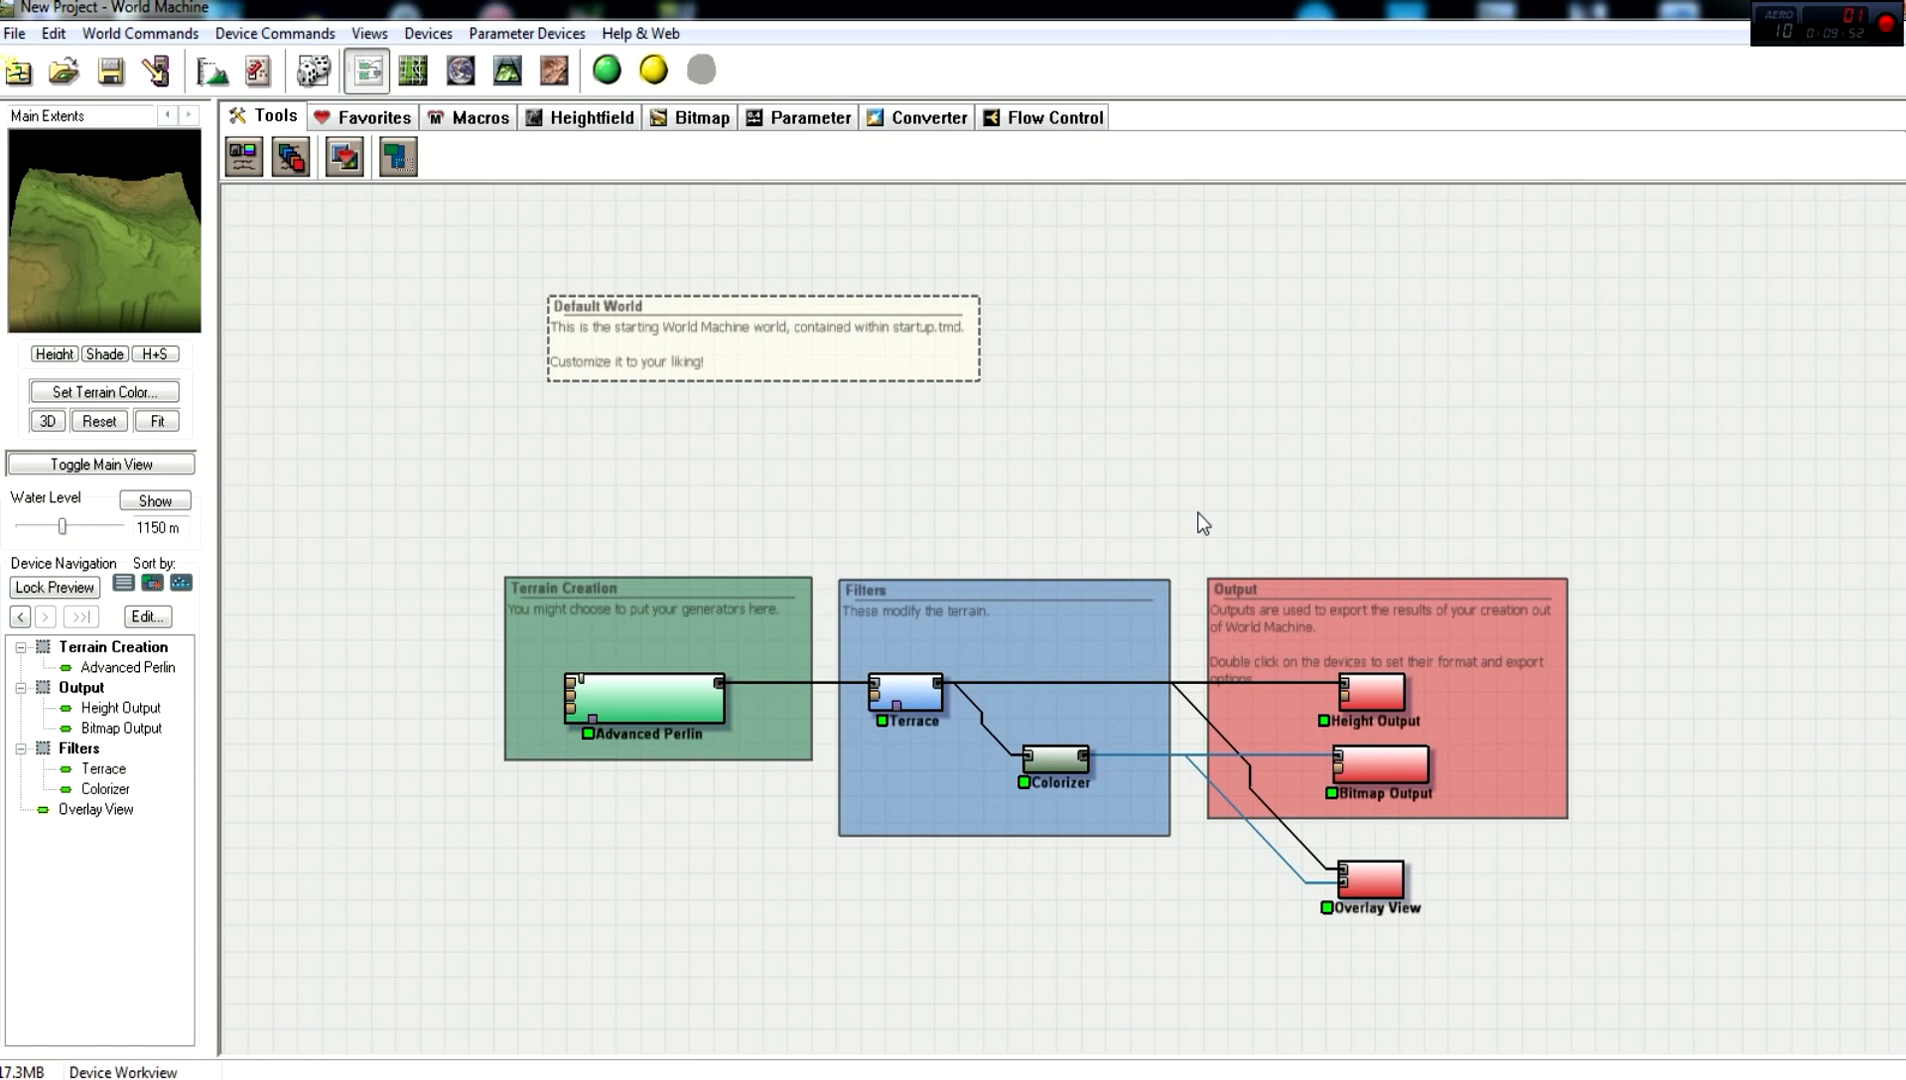 New Project - World Machine
File Edit World Commands Device Commands Views Devices Parameter Devices Help & Web
AERO 01
10 0:09:52
Main Extents
Tools Favorites Macros Heightfield Bitmap Parameter Converter Flow Control
Height Shade H+S
Set Terrain Color...
3D Reset Fit
Toggle Main View
Water Level Show
1150 m
Device Navigation Sort by:
Lock Preview
< > >>| Edit...
Terrain Creation
Advanced Perlin
Output
Height Output
Bitmap Output
Filters
Terrace
Colorizer
Overlay View
Default World
This is the starting World Machine world, contained within startup.tmd.
Customize it to your liking!
Terrain Creation
You might choose to put your generators here.
Advanced Perlin
Filters
These modify the terrain.
Terrace
Colorizer
Output
Outputs are used to export the results of your creation out
of World Machine.
Double click on the devices to set their format and export
options.
Height Output
Bitmap Output
Overlay View
17.3MB Device Workview